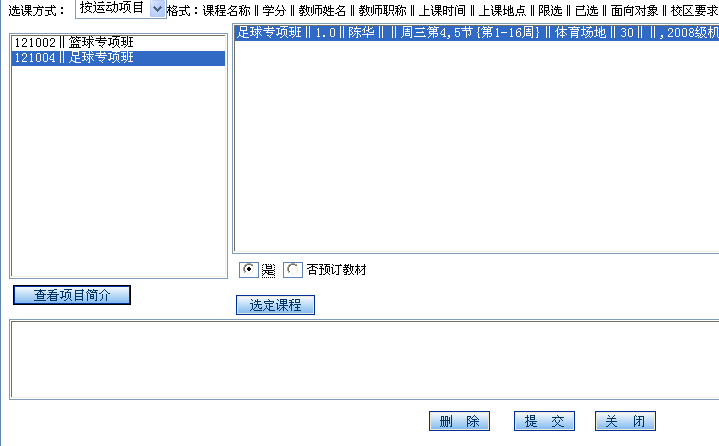 选课方式： 按运动项目 格式：课程名称‖学分‖教师姓名‖教师职称‖上课时间‖上课地点‖限选‖已选‖面向对象‖校区要求
121002‖篮球专项班
121004‖足球专项班
足球专项班‖1.0‖陈华‖‖周三第4,5节{第1-16周}‖体育场地‖30‖‖,2008级机
是 否预订教材
查看项目简介
选定课程
删 除 提 交 关 闭